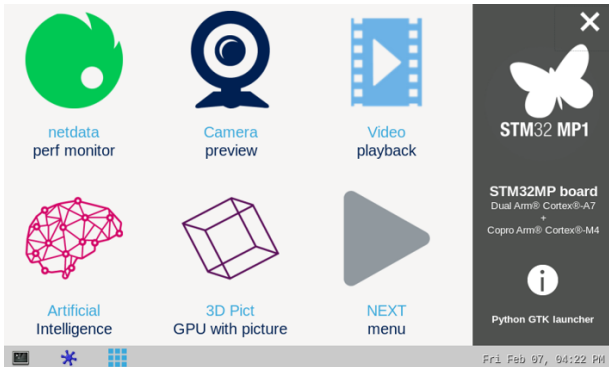 netdata
perf monitor
Camera
preview
Video
playback
Artificial
Intelligence
3D Pict
GPU with picture
NEXT
menu
STM32 MP1
STM32MP board
Dual Arm® Cortex®-A7
+
Copro Arm® Cortex®-M4
Python GTK launcher
Fri Feb 07, 04:22 PM